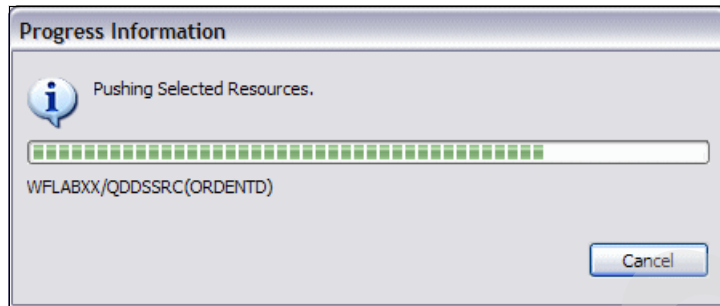 Progress Information
Pushing Selected Resources.
WFLABXX/QDDSSRC(ORDENTD)
Cancel